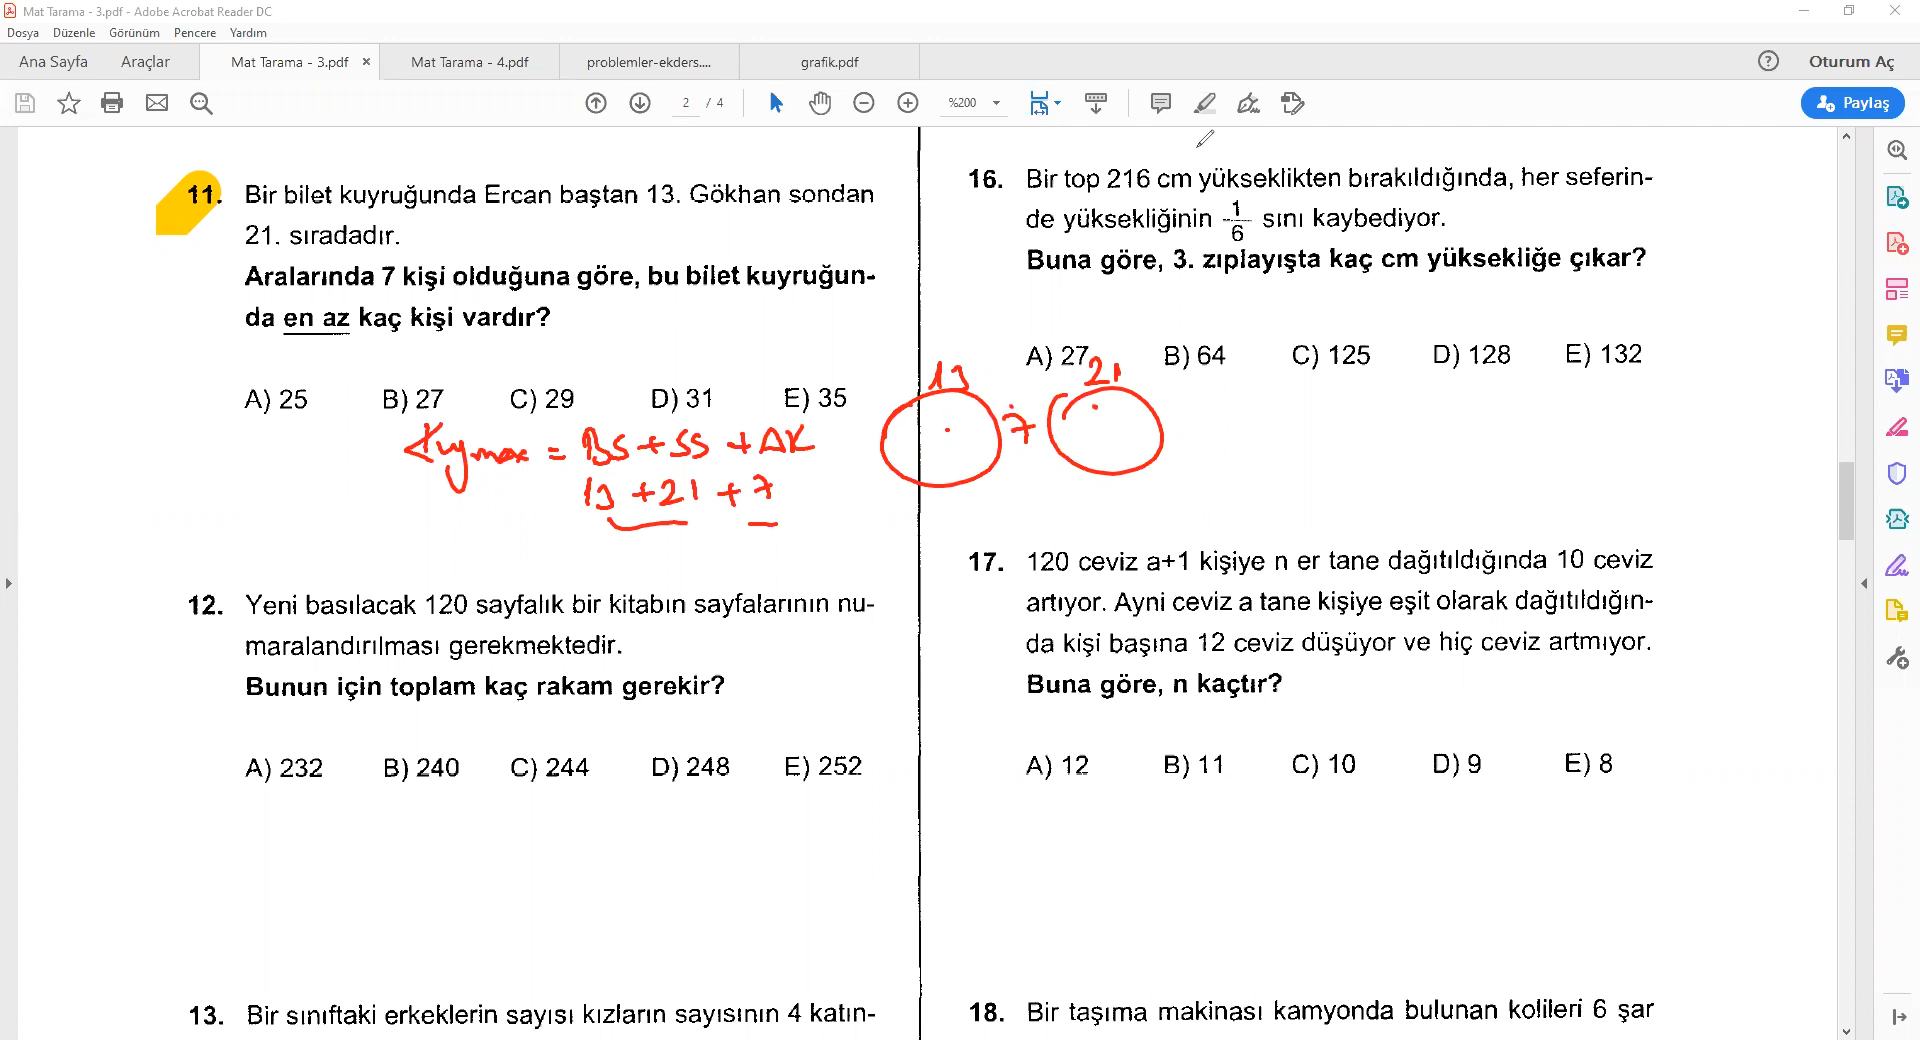 Mat Tarama - 3.pdf - Adobe Acrobat Reader DC
Dosya Düzenle Görünüm Pencere Yardım
Ana Sayfa Araçlar Mat Tarama - 3.pdf × Mat Tarama - 4.pdf problemler-ekders.... grafik.pdf Oturum Aç
2 / 4 %200 Paylaş
11. Bir bilet kuyruğunda Ercan baştan 13. Gökhan sondan
21. sıradadır.
Aralarında 7 kişi olduğuna göre, bu bilet kuyruğun-
da en az kaç kişi vardır?
A) 25 B) 27 C) 29 D) 31 E) 35
Kuymax = BS + SS + AK
13 + 21 + 7
13 7 21
12. Yeni basılacak 120 sayfalık bir kitabın sayfalarının nu-
maralandırılması gerekmektedir.
Bunun için toplam kaç rakam gerekir?
A) 232 B) 240 C) 244 D) 248 E) 252
13. Bir sınıftaki erkeklerin sayısı kızların sayısının 4 katın-
16. Bir top 216 cm yükseklikten bırakıldığında, her seferin-
de yüksekliğinin 1/6 sını kaybediyor.
Buna göre, 3. zıplayışta kaç cm yüksekliğe çıkar?
A) 27 B) 64 C) 125 D) 128 E) 132
17. 120 ceviz a+1 kişiye n er tane dağıtıldığında 10 ceviz
artıyor. Ayni ceviz a tane kişiye eşit olarak dağıtıldığın-
da kişi başına 12 ceviz düşüyor ve hiç ceviz artmıyor.
Buna göre, n kaçtır?
A) 12 B) 11 C) 10 D) 9 E) 8
18. Bir taşıma makinası kamyonda bulunan kolileri 6 şar